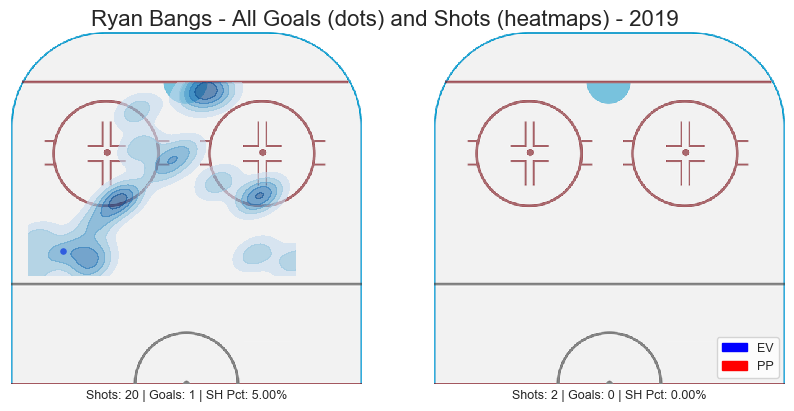 Ryan Bangs - All Goals (dots) and Shots (heatmaps) - 2019
EV
PP
Shots: 20 | Goals: 1 | SH Pct: 5.00%
Shots: 2 | Goals: 0 | SH Pct: 0.00%